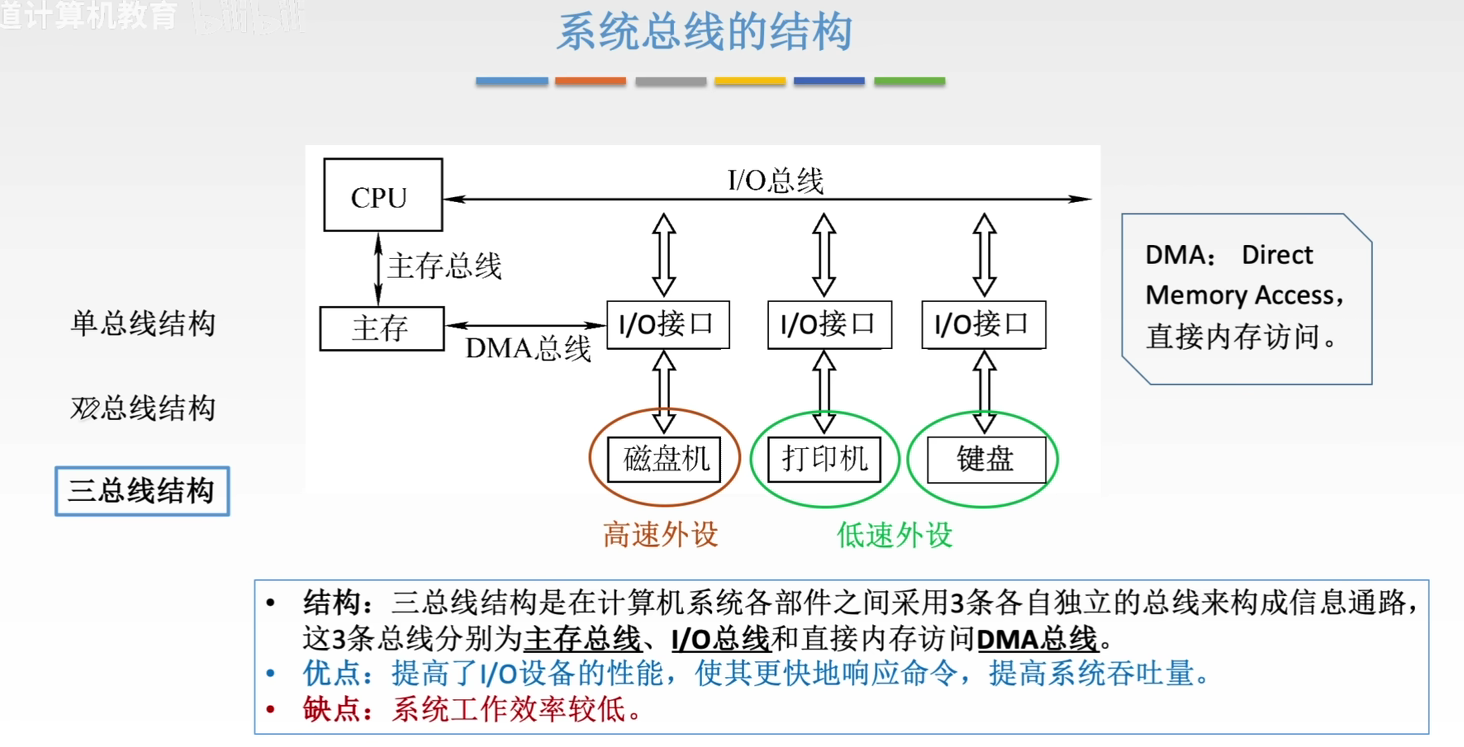 道计算机教育 bilibili
系统总线的结构
CPU
I/O总线
主存总线
主存
DMA总线
I/O接口
I/O接口
I/O接口
磁盘机
打印机
键盘
高速外设
低速外设
DMA： Direct
Memory Access，
直接内存访问。
单总线结构
双总线结构
三总线结构
• 结构：三总线结构是在计算机系统各部件之间采用3条各自独立的总线来构成信息通路，
这3条总线分别为主存总线、I/O总线和直接内存访问DMA总线。
• 优点：提高了I/O设备的性能，使其更快地响应命令，提高系统吞吐量。
• 缺点：系统工作效率较低。